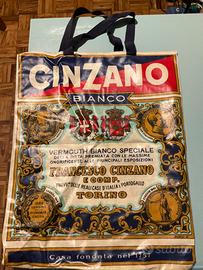 CINZANO
BIANCO
VERMOUTH BIANCO SPECIALE
DELLA DITTA PREMIATA CON LE MASSIME
ONORIFICENZE ALLE PRINCIPALI ESPOSIZIONI
FRANCESCO CINZANO
E COMP.
TORINO
Casa fondata nel 1757